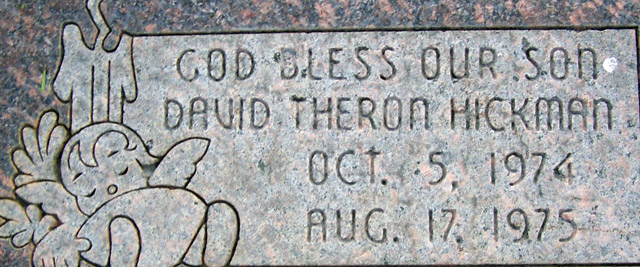 GOD BLESS OUR SON
DAVID THERON HICKMAN
OCT. 5, 1974
AUG. 17, 1975